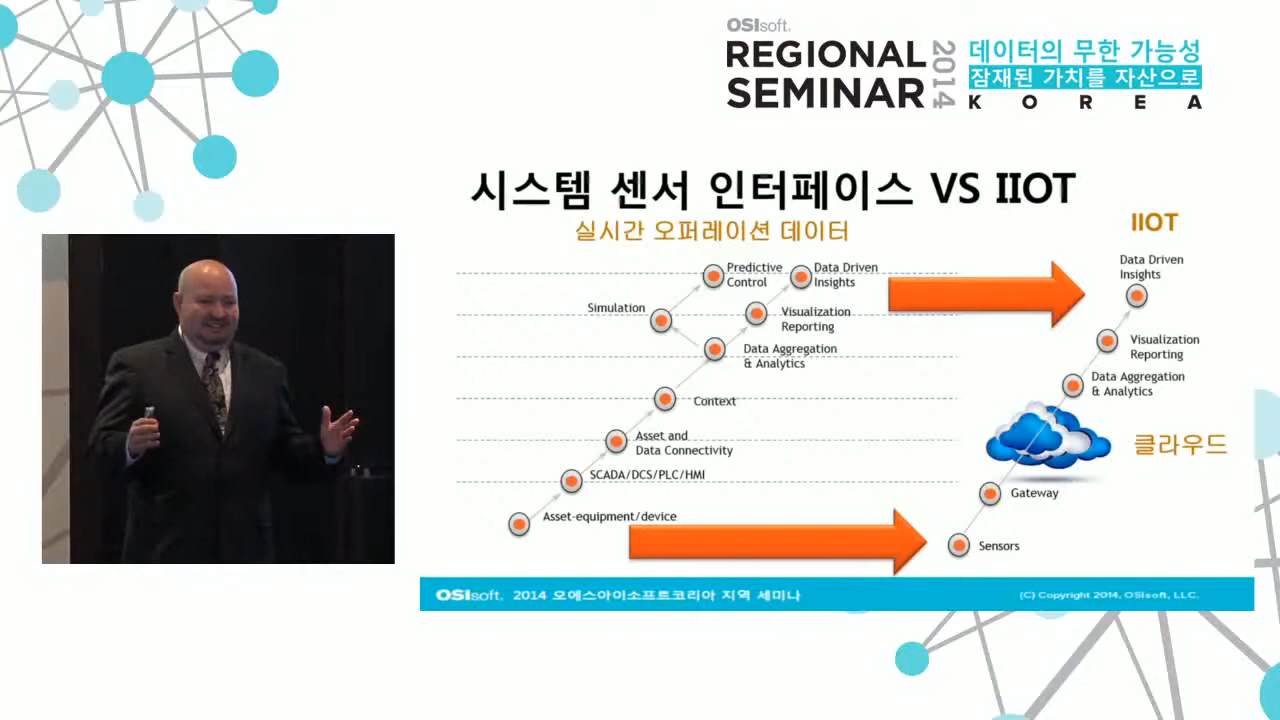 OSIsoft.
REGIONAL
SEMINAR
2014
데이터의 무한 가능성
잠재된 가치를 자산으로
KOREA
시스템 센서 인터페이스 VS IIOT
실시간 오퍼레이션 데이터
IIOT
Predictive
Control
Data Driven
Insights
Simulation
Visualization
Reporting
Data Aggregation
& Analytics
Context
Asset and
Data Connectivity
SCADA/DCS/PLC/HMI
Asset-equipment/device
Data Driven
Insights
Visualization
Reporting
Data Aggregation
& Analytics
클라우드
Gateway
Sensors
OSIsoft. 2014 오에스아이소프트코리아 지역 세미나
(C) Copyright 2014, OSIsoft, LLC.